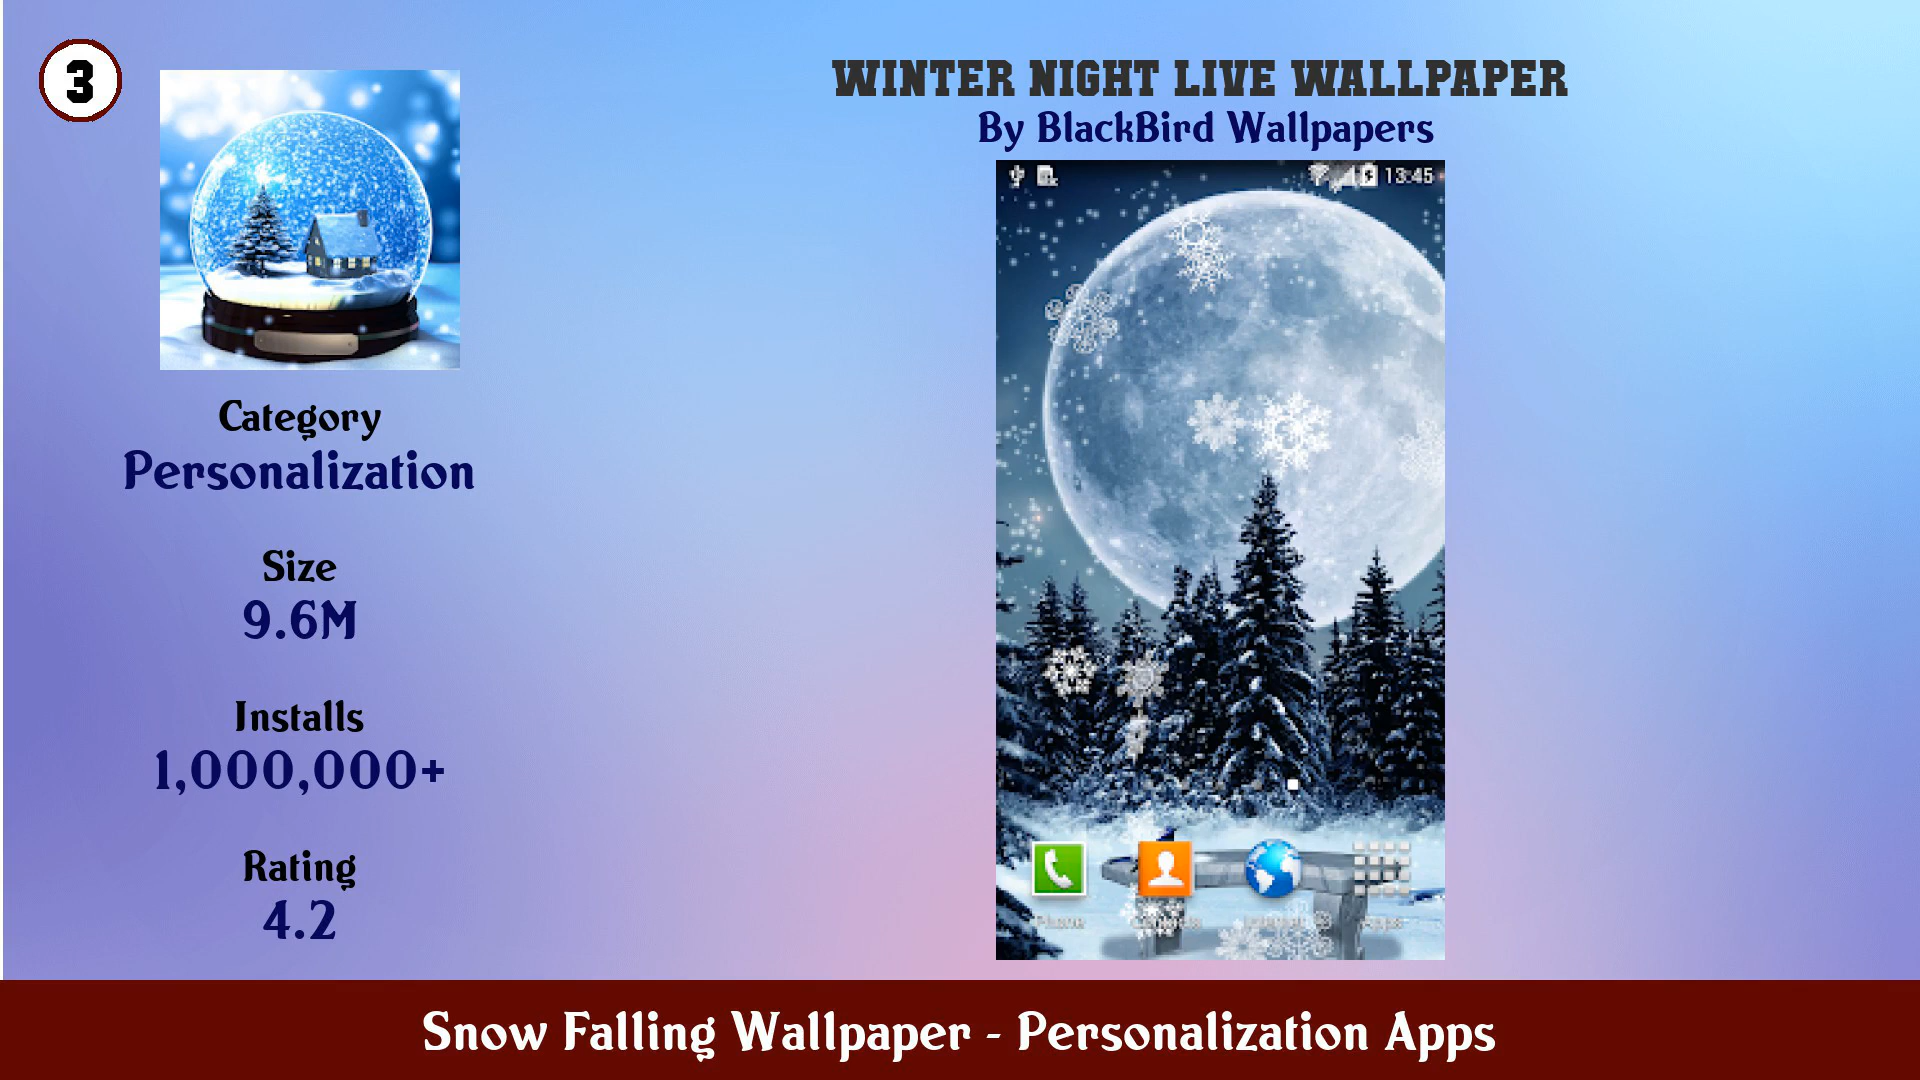 3
WINTER NIGHT LIVE WALLPAPER
By BlackBird Wallpapers
13:45
Category
Personalization
Size
9.6M
Installs
1,000,000+
Rating
4.2
Phone
Snow Falling Wallpaper - Personalization Apps